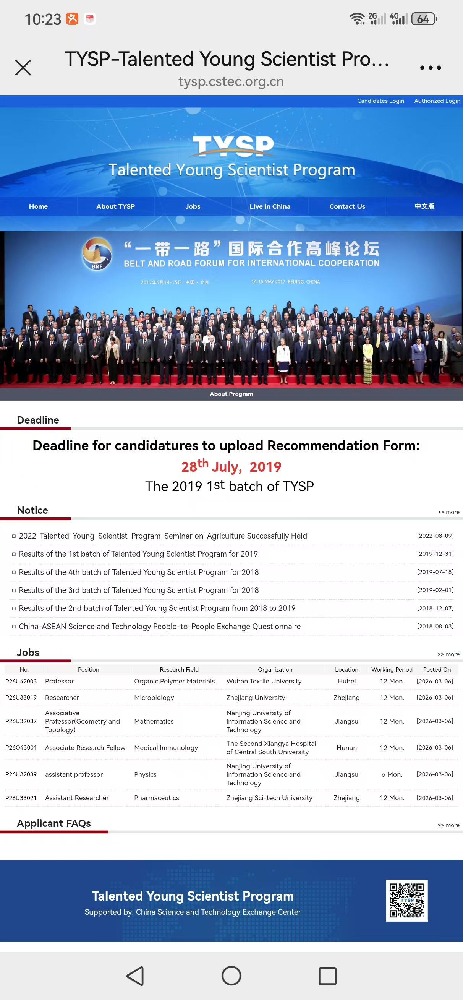 10:23
2G
4G
64
TYSP-Talented Young Scientist Pro...
tysp.cstec.org.cn
Candidates Login Authorized Login
TYSP
Talented Young Scientist Program
Home About TYSP Jobs Live in China Contact Us 中文版
“一带一路”国际合作高峰论坛
BRF
BELT AND ROAD FORUM FOR INTERNATIONAL COOPERATION
2017年5月14-15日 中国·北京 14-15 MAY 2017 BEIJING, CHINA
About Program
Deadline
Deadline for candidatures to upload Recommendation Form:
28th July, 2019
The 2019 1st batch of TYSP
Notice >> more
2022 Talented Young Scientist Program Seminar on Agriculture Successfully Held [2022-08-09]
Results of the 1st batch of Talented Young Scientist Program for 2019 [2019-12-31]
Results of the 4th batch of Talented Young Scientist Program for 2018 [2019-07-18]
Results of the 3rd batch of Talented Young Scientist Program for 2018 [2019-02-01]
Results of the 2nd batch of Talented Young Scientist Program from 2018 to 2019 [2018-12-07]
China-ASEAN Science and Technology People-to-People Exchange Questionnaire [2018-08-03]
Jobs >> more
No. Position Research Field Organization Location Working Period Posted On
P26U42003 Professor Organic Polymer Materials Wuhan Textile University Hubei 12 Mon. [2026-03-06]
P26U33019 Researcher Microbiology Zhejiang University Zhejiang 12 Mon. [2026-03-06]
Associative Nanjing University of
P26U32037 Professor(Geometry and Mathematics Information Science and Jiangsu 12 Mon. [2026-03-06]
Topology) Technology
The Second Xiangya Hospital
P26O43001 Associate Research Fellow Medical Immunology of Central South University Hunan 12 Mon. [2026-03-06]
Nanjing University of
P26U32039 assistant professor Physics Information Science and Jiangsu 6 Mon. [2026-03-06]
Technology
P26U33021 Assistant Researcher Pharmaceutics Zhejiang Sci-tech University Zhejiang 12 Mon. [2026-03-06]
Applicant FAQs >> more
Talented Young Scientist Program
Supported by: China Science and Technology Exchange Center
TYSP